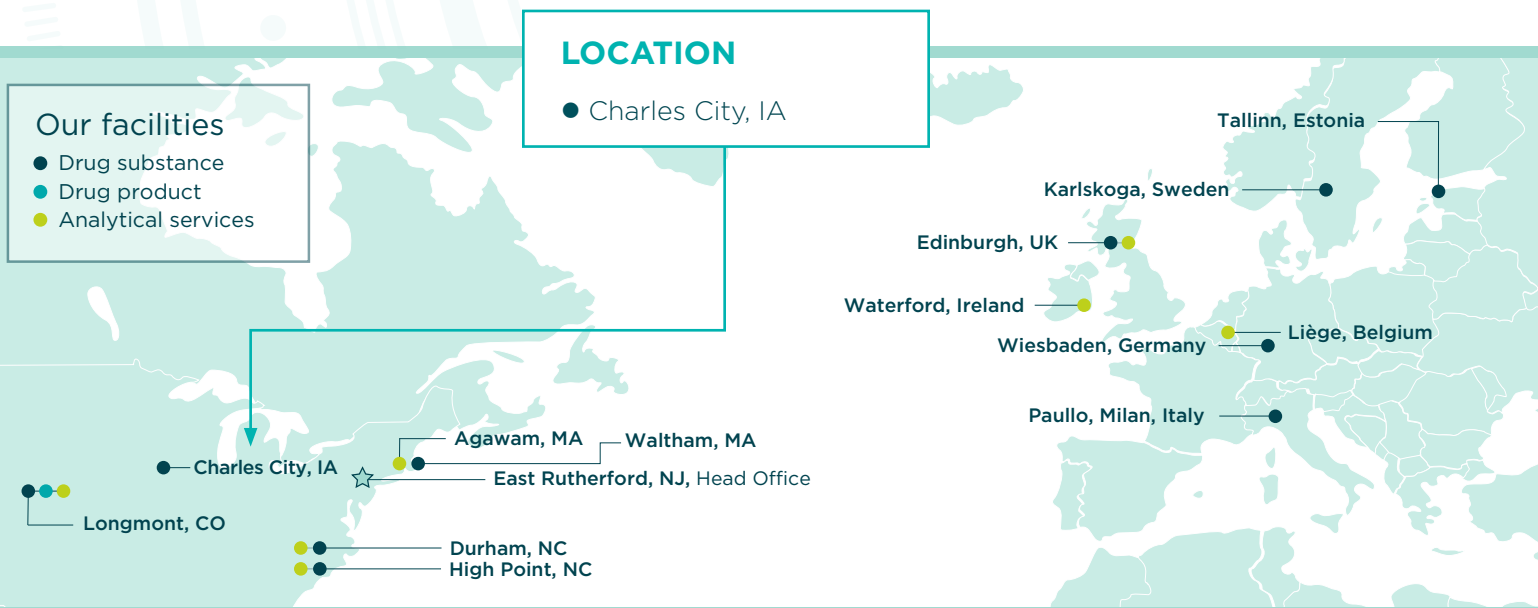 LOCATION
Charles City, IA
Our facilities
Drug substance
Drug product
Analytical services
Tallinn, Estonia
Karlskoga, Sweden
Edinburgh, UK
Waterford, Ireland
Liège, Belgium
Wiesbaden, Germany
Paullo, Milan, Italy
Agawam, MA
Waltham, MA
Charles City, IA
East Rutherford, NJ, Head Office
Longmont, CO
Durham, NC
High Point, NC